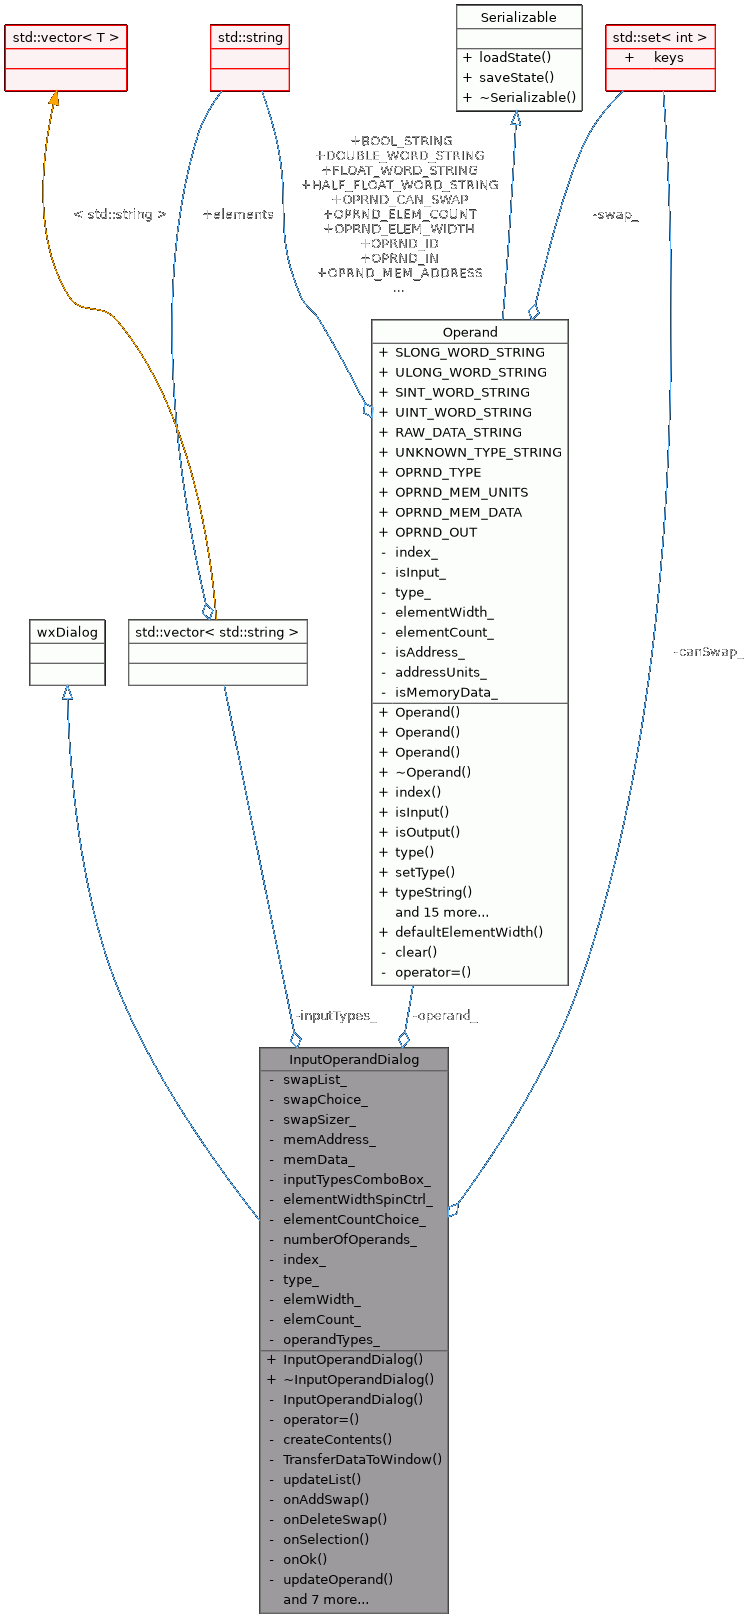 std::vector< T >
std::string
Serializable
+ loadState()
+ saveState()
+ ~Serializable()
std::set< int >
+ keys
+BOOL_STRING
+DOUBLE_WORD_STRING
+FLOAT_WORD_STRING
+HALF_FLOAT_WORD_STRING
+OPRND_CAN_SWAP
+OPRND_ELEM_COUNT
+OPRND_ELEM_WIDTH
+OPRND_ID
+OPRND_IN
+OPRND_MEM_ADDRESS
...
< std::string >
+elements
-swap_
Operand
+ SLONG_WORD_STRING
+ ULONG_WORD_STRING
+ SINT_WORD_STRING
+ UINT_WORD_STRING
+ RAW_DATA_STRING
+ UNKNOWN_TYPE_STRING
+ OPRND_TYPE
+ OPRND_MEM_UNITS
+ OPRND_MEM_DATA
+ OPRND_OUT
- index_
- isInput_
- type_
- elementWidth_
- elementCount_
- isAddress_
- addressUnits_
- isMemoryData_
+ Operand()
+ Operand()
+ Operand()
+ ~Operand()
+ index()
+ isInput()
+ isOutput()
+ type()
+ setType()
+ typeString()
and 15 more...
+ defaultElementWidth()
- clear()
- operator=()
wxDialog
std::vector< std::string >
-canSwap_
-inputTypes_
-operand_
InputOperandDialog
- swapList_
- swapChoice_
- swapSizer_
- memAddress_
- memData_
- inputTypesComboBox_
- elementWidthSpinCtrl_
- elementCountChoice_
- numberOfOperands_
- index_
- type_
- elemWidth_
- elemCount_
- operandTypes_
+ InputOperandDialog()
+ ~InputOperandDialog()
- InputOperandDialog()
- operator=()
- createContents()
- TransferDataToWindow()
- updateList()
- onAddSwap()
- onDeleteSwap()
- onSelection()
- onOk()
- updateOperand()
and 7 more...